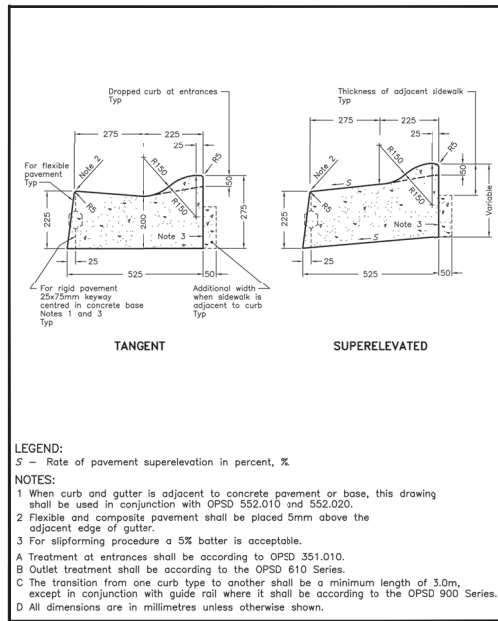 Dropped curb at entrances
Typ
275
225
25
Note 2
R150
R5
For flexible
pavement
Typ
50
R5
R150
225
200
275
Note 3
25
525
50
For rigid pavement
25x75mm keyway
centred in concrete base
Notes 1 and 3
Typ
Additional width
when sidewalk is
adjacent to curb
Typ
TANGENT
Thickness of adjacent sidewalk
Typ
275
225
25
Note 2
R150
R5
S
50
R5
R150
225
Variable
Note 3
S
25
525
50
SUPERELEVATED
LEGEND:
S – Rate of pavement superelevation in percent, %.
NOTES:
1 When curb and gutter is adjacent to concrete pavement or base, this drawing
shall be used in conjunction with OPSD 552.010 and 552.020.
2 Flexible and composite pavement shall be placed 5mm above the
adjacent edge of gutter.
3 For slipforming procedure a 5% batter is acceptable.
A Treatment at entrances shall be according to OPSD 351.010.
B Outlet treatment shall be according to the OPSD 610 Series.
C The transition from one curb type to another shall be a minimum length of 3.0m,
except in conjunction with guide rail where it shall be according to the OPSD 900 Series.
D All dimensions are in millimetres unless otherwise shown.